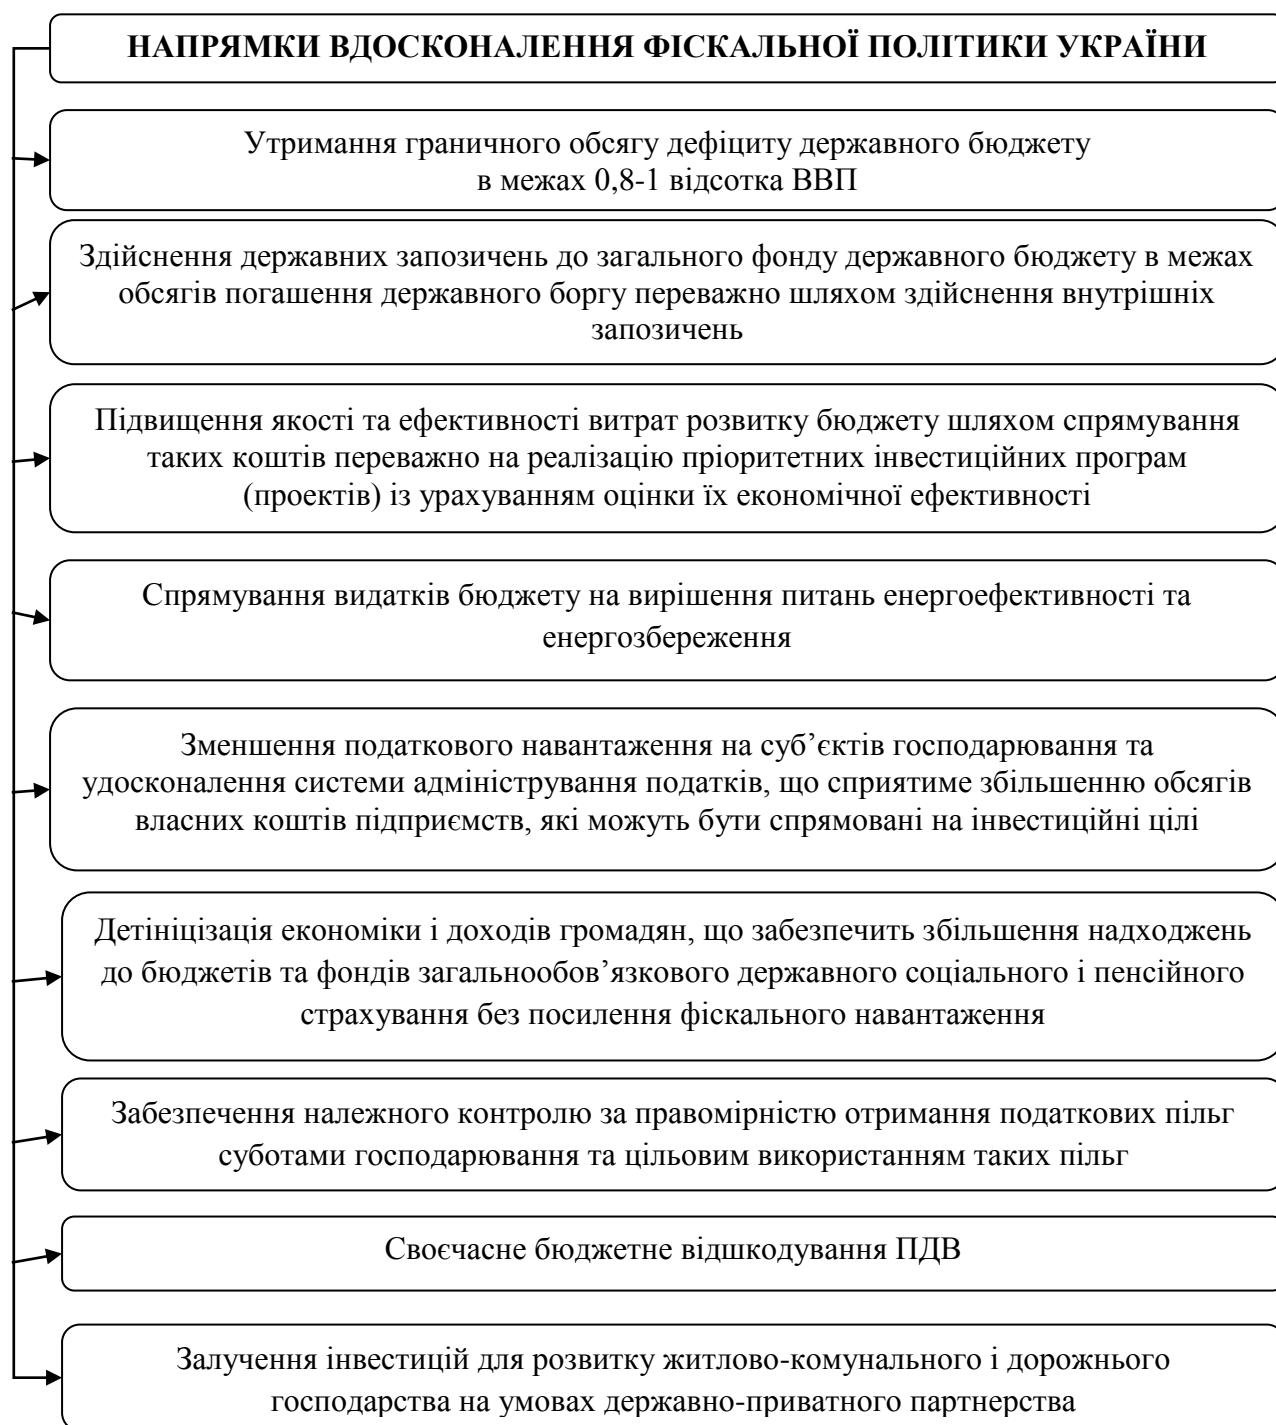 НАПРЯМКИ ВДОСКОНАЛЕННЯ ФІСКАЛЬНОЇ ПОЛІТИКИ УКРАЇНИ
Утримання граничного обсягу дефіциту державного бюджету
в межах 0,8-1 відсотка ВВП
Здійснення державних запозичень до загального фонду державного бюджету в межах
обсягів погашення державного боргу переважно шляхом здійснення внутрішніх
запозичень
Підвищення якості та ефективності витрат розвитку бюджету шляхом спрямування
таких коштів переважно на реалізацію пріоритетних інвестиційних програм
(проектів) із урахуванням оцінки їх економічної ефективності
Спрямування видатків бюджету на вирішення питань енергоефективності та
енергозбереження
Зменшення податкового навантаження на суб’єктів господарювання та
удосконалення системи адміністрування податків, що сприятиме збільшенню обсягів
власних коштів підприємств, які можуть бути спрямовані на інвестиційні цілі
Детініцізація економіки і доходів громадян, що забезпечить збільшення надходжень
до бюджетів та фондів загальнообов’язкового державного соціального і пенсійного
страхування без посилення фіскального навантаження
Забезпечення належного контролю за правомірністю отримання податкових пільг
суботами господарювання та цільовим використанням таких пільг
Своєчасне бюджетне відшкодування ПДВ
Залучення інвестицій для розвитку житлово-комунального і дорожнього
господарства на умовах державно-приватного партнерства